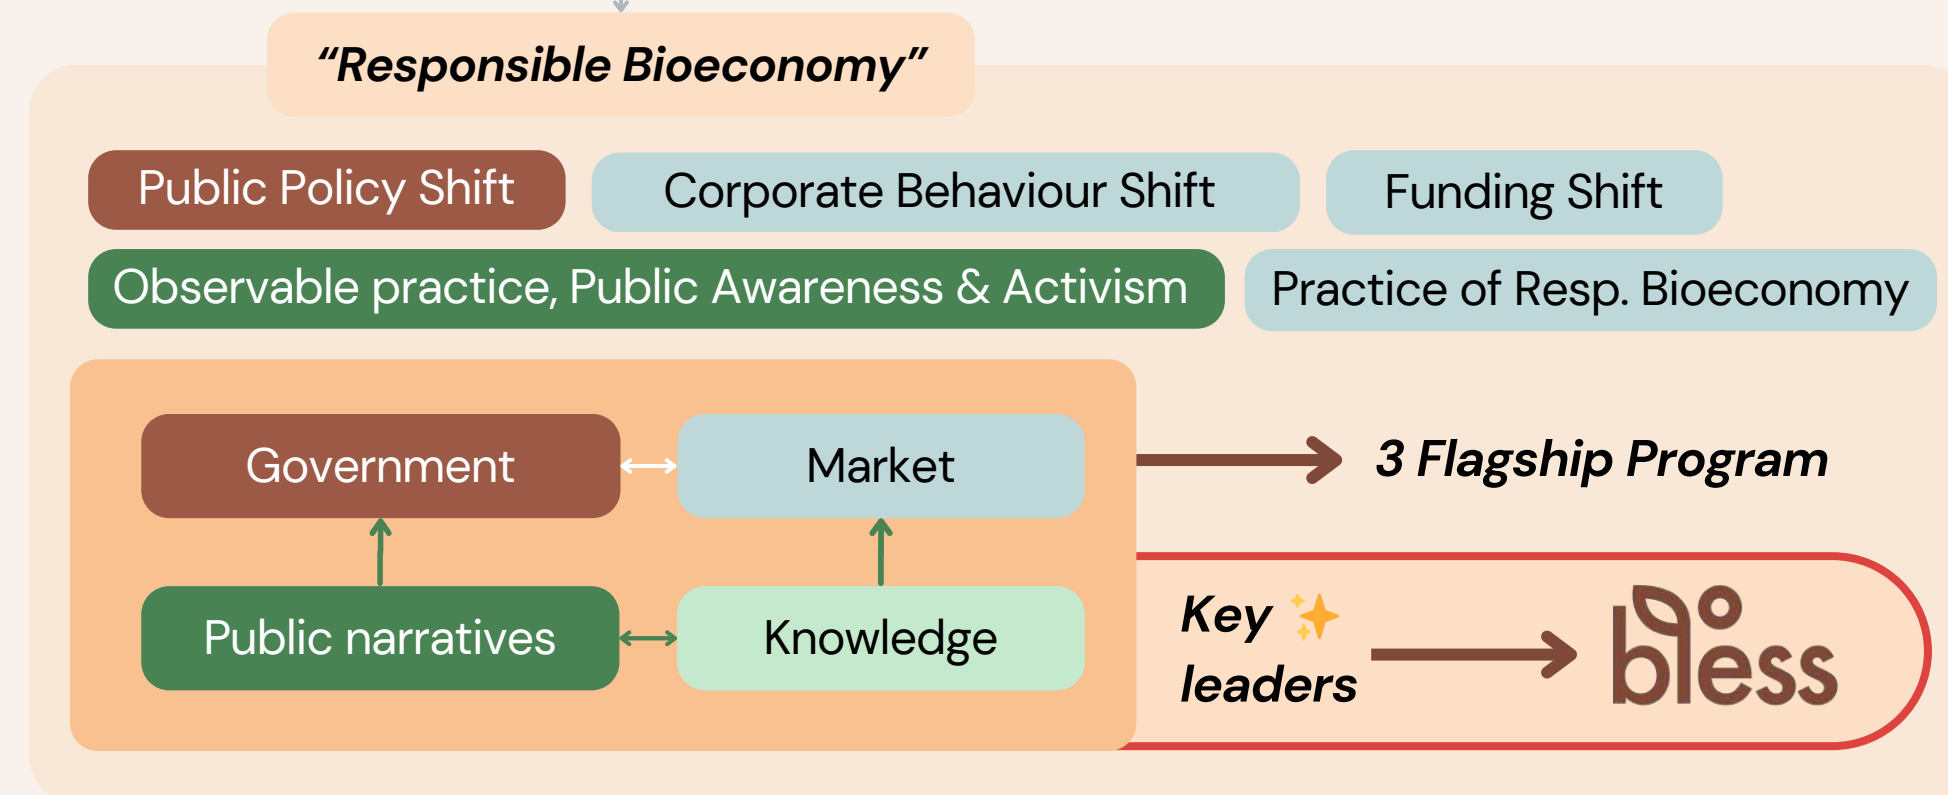 “Responsible Bioeconomy”
Public Policy Shift
Corporate Behaviour Shift
Funding Shift
Observable practice, Public Awareness & Activism
Practice of Resp. Bioeconomy
Government
Market
3 Flagship Program
Public narratives
Knowledge
Key
leaders
bless